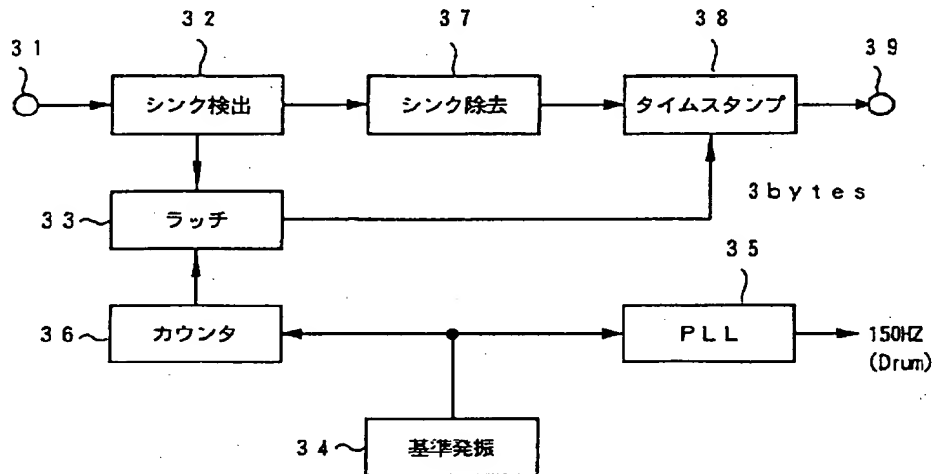 32
37
38
31
39
シンク検出
シンク除去
タイムスタンプ
3bytes
33
ラッチ
35
36
カウンタ
PLL
150HZ
(Drum)
34
基準発振